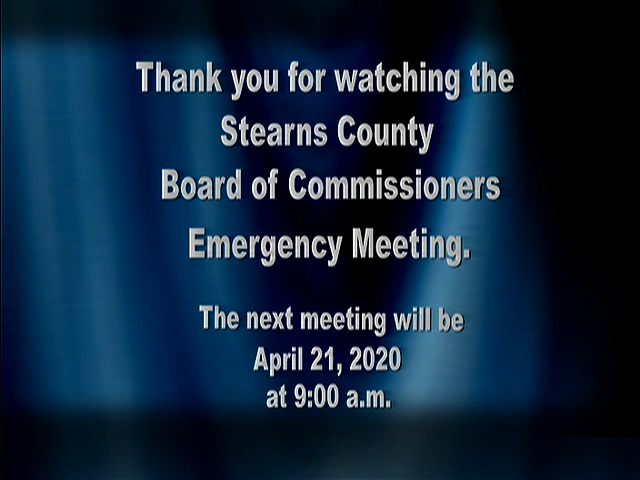 Thank you for watching the
Stearns County
Board of Commissioners
Emergency Meeting.
The next meeting will be
April 21, 2020
at 9:00 a.m.